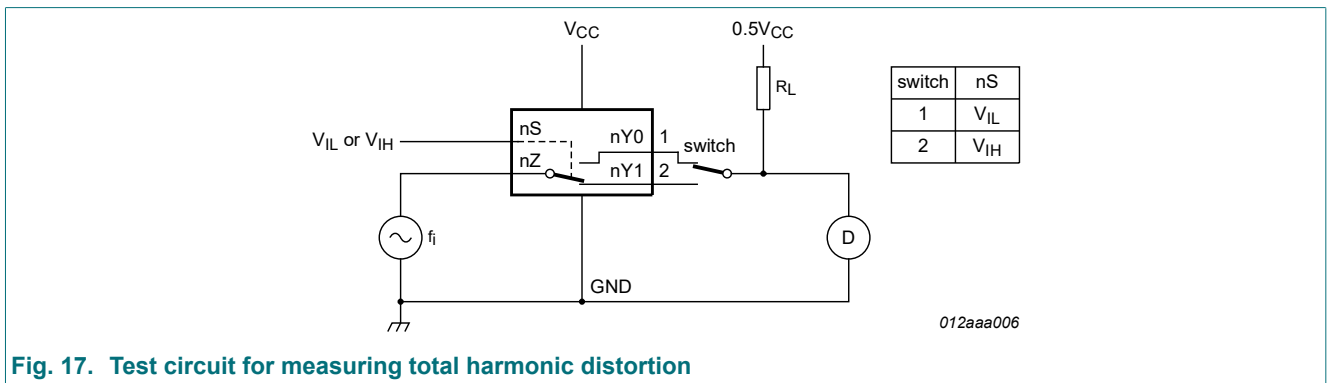 VCC
0.5VCC
RL
switch nS
1 VIL
2 VIH
VIL or VIH
nS
nZ
nY0 1
nY1 2
switch
fi
D
GND
012aaa006
Fig. 17. Test circuit for measuring total harmonic distortion